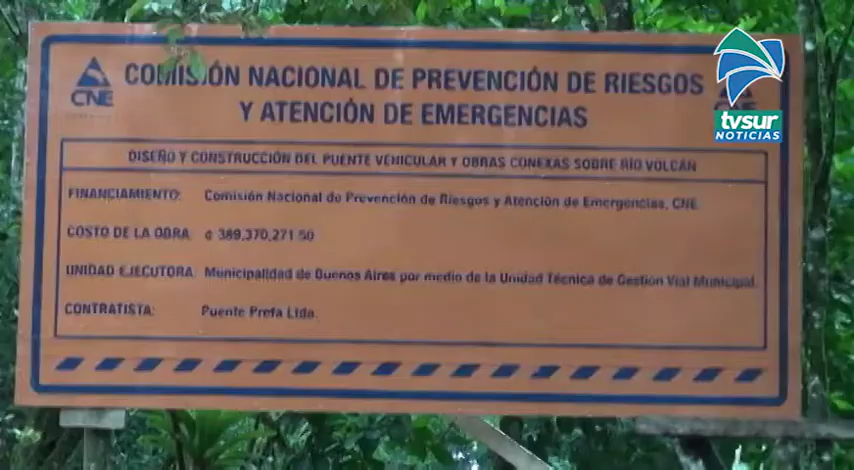 CNE
COMISIÓN NACIONAL DE PREVENCIÓN DE RIESGOS
Y ATENCIÓN DE EMERGENCIAS
tvsur
NOTICIAS
DISEÑO Y CONSTRUCCIÓN DEL PUENTE VEHICULAR Y OBRAS CONEXAS SOBRE RÍO VOLCÁN
FINANCIAMIENTO: Comisión Nacional de Prevención de Riesgos y Atención de Emergencias, CNE
COSTO DE LA OBRA ¢ 389,370,271.50
UNIDAD EJECUTORA Municipalidad de Buenos Aires por medio de la Unidad Técnica de Gestión Vial Municipal.
CONTRATISTA: Puente Prefa Ltda.